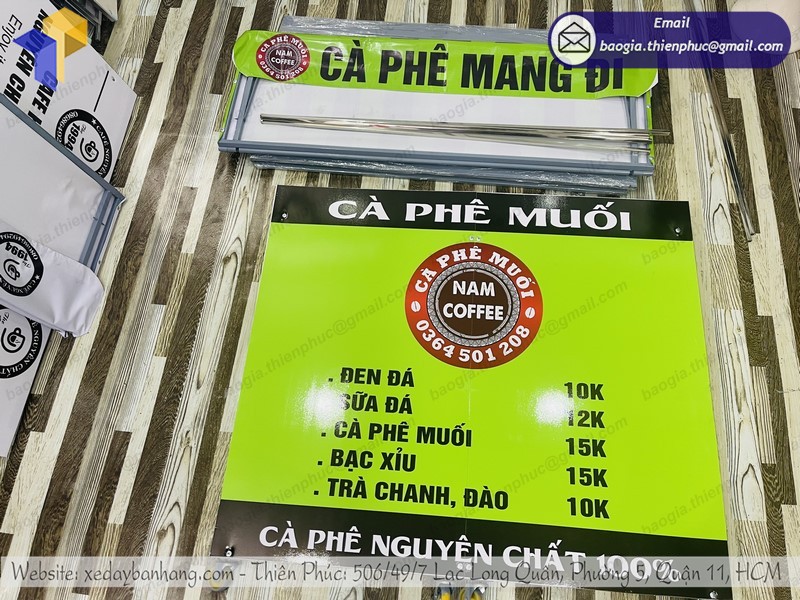 Email
baogia.thienphuc@gmail.com
CÀ PHÊ MUỐI
NAM
COFFEE
0364 501 208
CÀ PHÊ MANG ĐI
CÀ PHÊ MUỐI
CÀ PHÊ MUỐI
NAM
COFFEE
0364 501 208
. ĐEN ĐÁ 10K
. SỮA ĐÁ 12K
. CÀ PHÊ MUỐI 15K
. BẠC XỈU 15K
. TRÀ CHANH, ĐÀO 10K
CÀ PHÊ NGUYÊN CHẤT 100%
Website: xedaybanhang.com - Thiên Phúc: 506/49/7 Lạc Long Quân, Phường 5, Quận 11, HCM